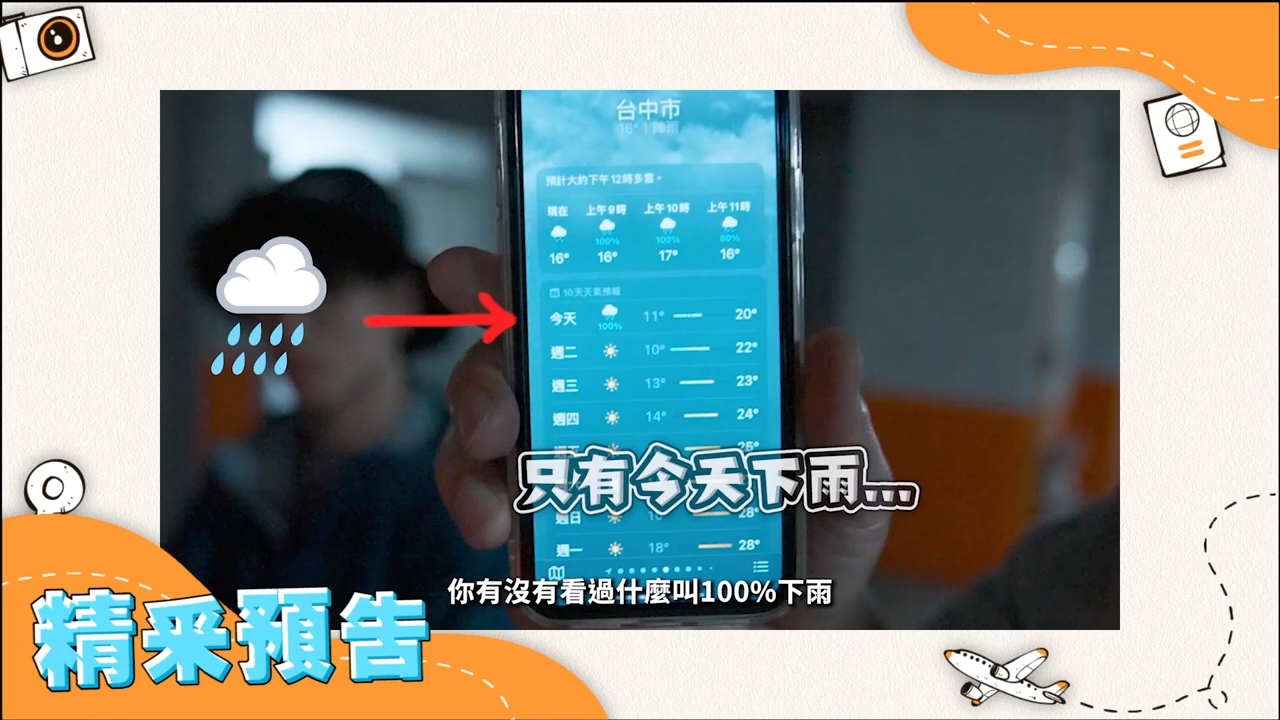 台中市
16° | 陣雨
預計大約下午12時多雲。
現在 上午9時 上午10時 上午11時
100% 100% 80%
16° 16° 17° 16°
10天天氣預報
今天 100% 11° 20°
週二 10° 22°
週三 13° 23°
週四 14° 24°
25°
只有今天下雨...
週日 28°
週一 18° 28°
你有沒有看過什麼叫100%下雨
精采預告